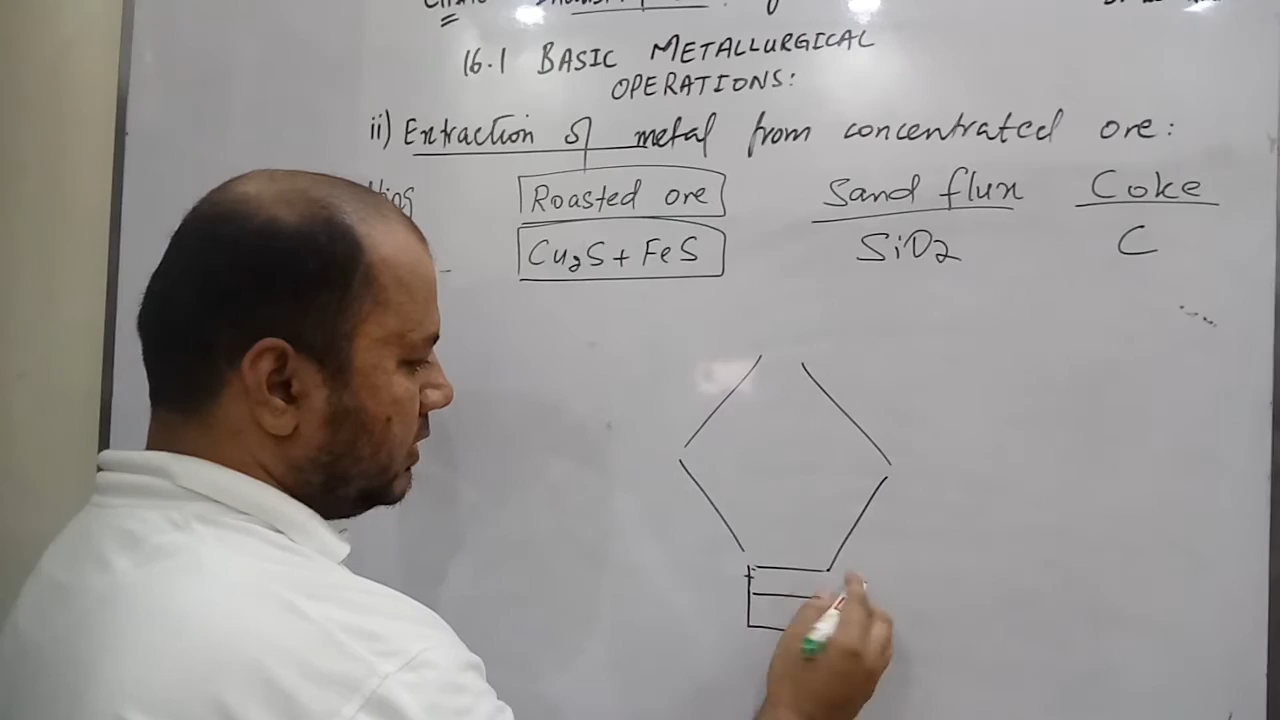 16.1 BASIC METALLURGICAL
OPERATIONS:
ii) Extraction of metal from concentrated ore:
Roasted ore Sand flux Coke
Cu2S + FeS SiO2 C